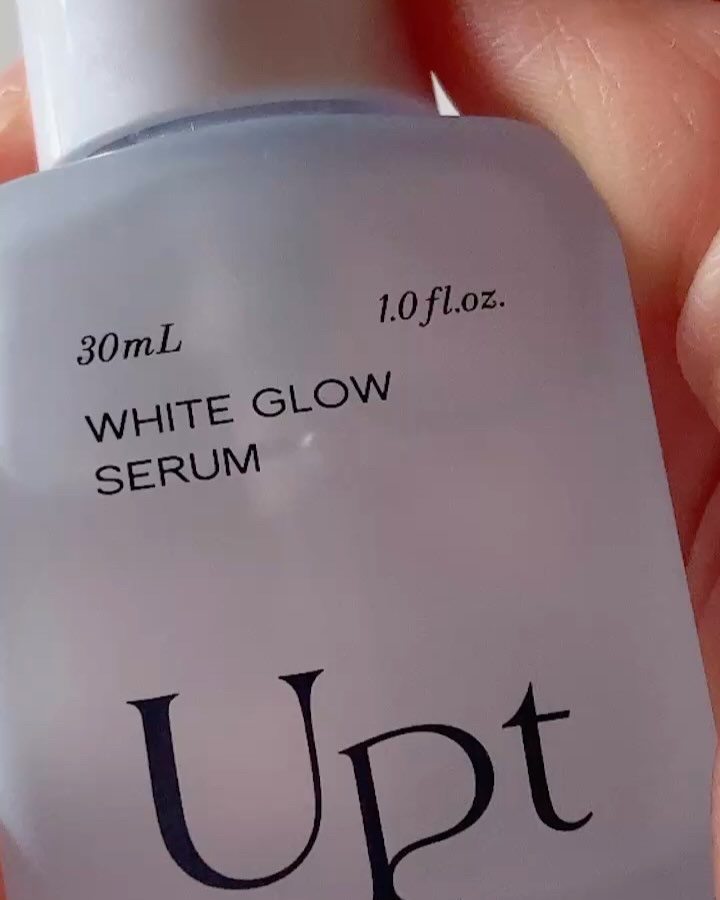 30mL 1.0 fl.oz.
WHITE GLOW
SERUM
Upt